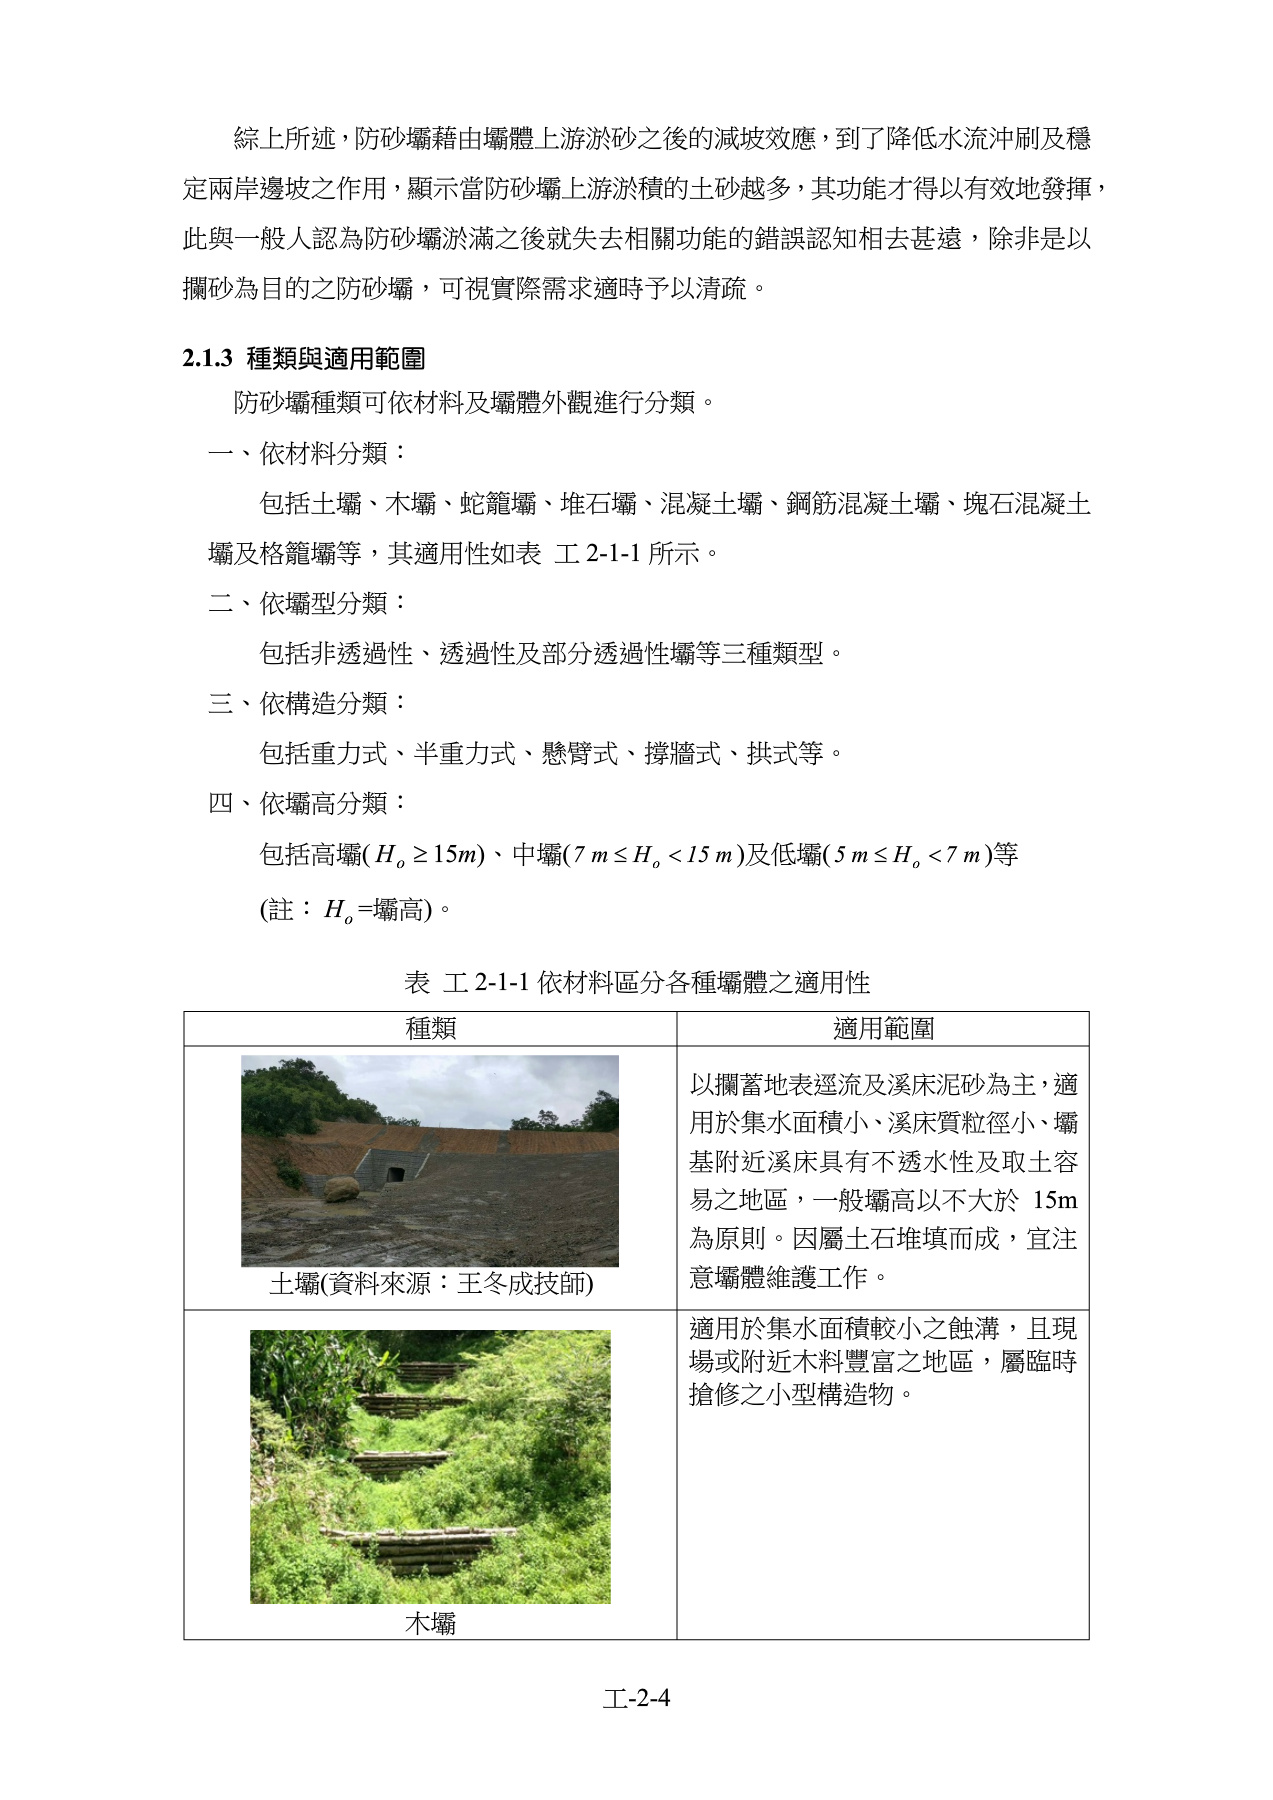 綜上所述，防砂壩藉由壩體上游淤砂之後的減坡效應，到了降低水流沖刷及穩
定兩岸邊坡之作用，顯示當防砂壩上游淤積的土砂越多，其功能才得以有效地發揮，
此與一般人認為防砂壩淤滿之後就失去相關功能的錯誤認知相去甚遠，除非是以
攔砂為目的之防砂壩，可視實際需求適時予以清疏。
2.1.3 種類與適用範圍
防砂壩種類可依材料及壩體外觀進行分類。
一、依材料分類：
包括土壩、木壩、蛇籠壩、堆石壩、混凝土壩、鋼筋混凝土壩、塊石混凝土
壩及格籠壩等，其適用性如表 工 2-1-1 所示。
二、依壩型分類：
包括非透過性、透過性及部分透過性壩等三種類型。
三、依構造分類：
包括重力式、半重力式、懸臂式、撐牆式、拱式等。
四、依壩高分類：
包括高壩( Hₒ ≥ 15m)、中壩( 7 m ≤ Hₒ < 15 m )及低壩( 5 m ≤ Hₒ < 7 m )等
(註： Hₒ =壩高)。
表 工 2-1-1 依材料區分各種壩體之適用性
種類
適用範圍
土壩(資料來源：王冬成技師)
以攔蓄地表逕流及溪床泥砂為主，適
用於集水面積小、溪床質粒徑小、壩
基附近溪床具有不透水性及取土容
易之地區，一般壩高以不大於 15m
為原則。因屬土石堆填而成，宜注
意壩體維護工作。
木壩
適用於集水面積較小之蝕溝，且現
場或附近木料豐富之地區，屬臨時
搶修之小型構造物。
工-2-4